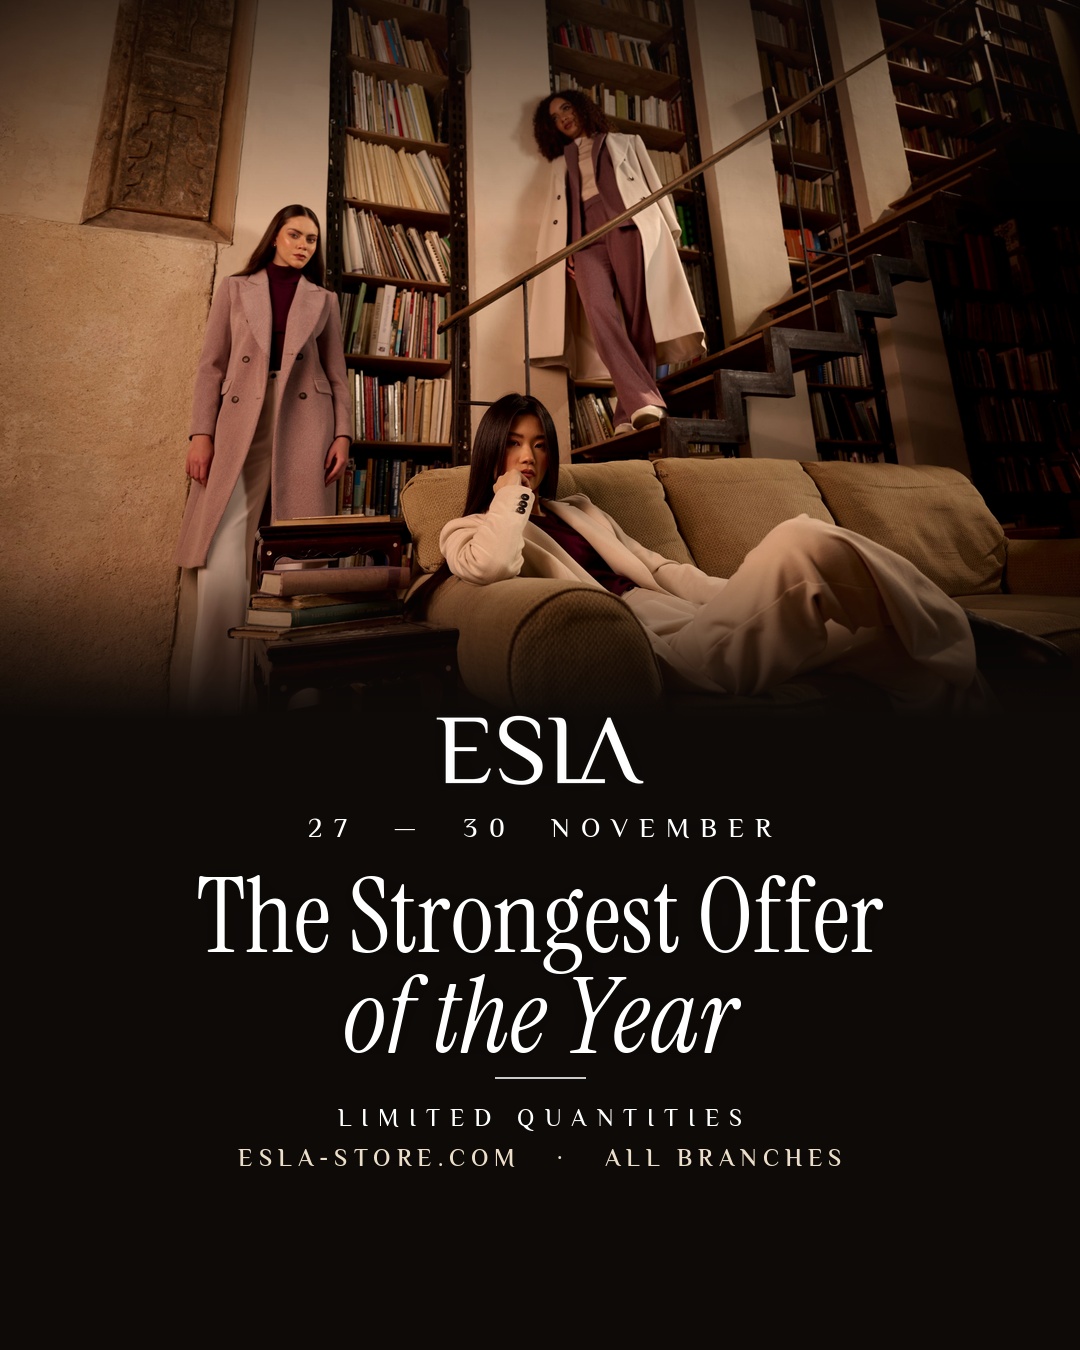 ESLA
27 — 30 NOVEMBER
The Strongest Offer
of the Year
LIMITED QUANTITIES
ESLA-STORE.COM · ALL BRANCHES